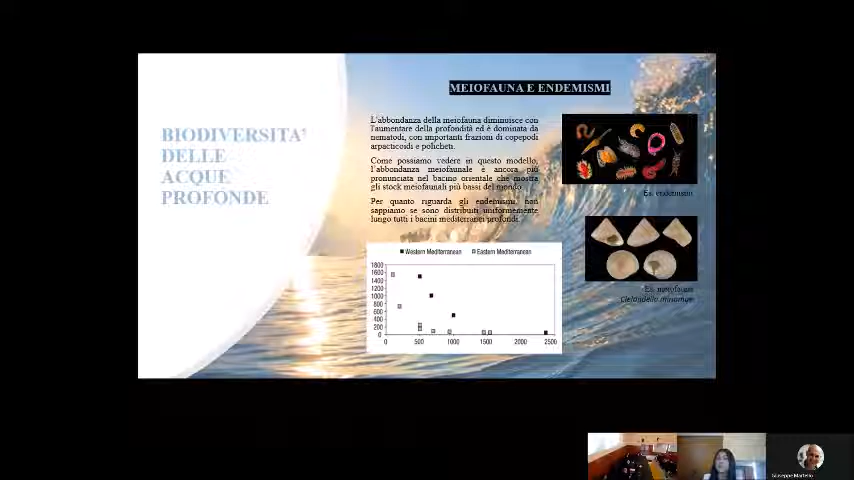 MEIOFAUNA E ENDEMISMI
BIODIVERSITA'
DELLE
ACQUE
PROFONDE
L'abbondanza della meiofauna diminuisce con
l'aumentare della profondità ed è dominata da
nematodi, con importanti frazioni di copepodi
arpacticoidi e policheti.
Come possiamo vedere in questo modello,
l'abbondanza meiofaunale è ancora più
pronunciata nel bacino orientale che mostra
gli stock meiofaunali più bassi del mondo.
Per quanto riguarda gli endemismi, non
sappiamo se sono distribuiti uniformemente
lungo tutti i bacini mediterranei profondi.
Es. endemismo
Es. meiofauna
Western Mediterranean
Eastern Mediterranean
1800
1600
1400
1200
1000
800
600
400
200
0
0 500 1000 1500 2000 2500
Giuseppe Martello